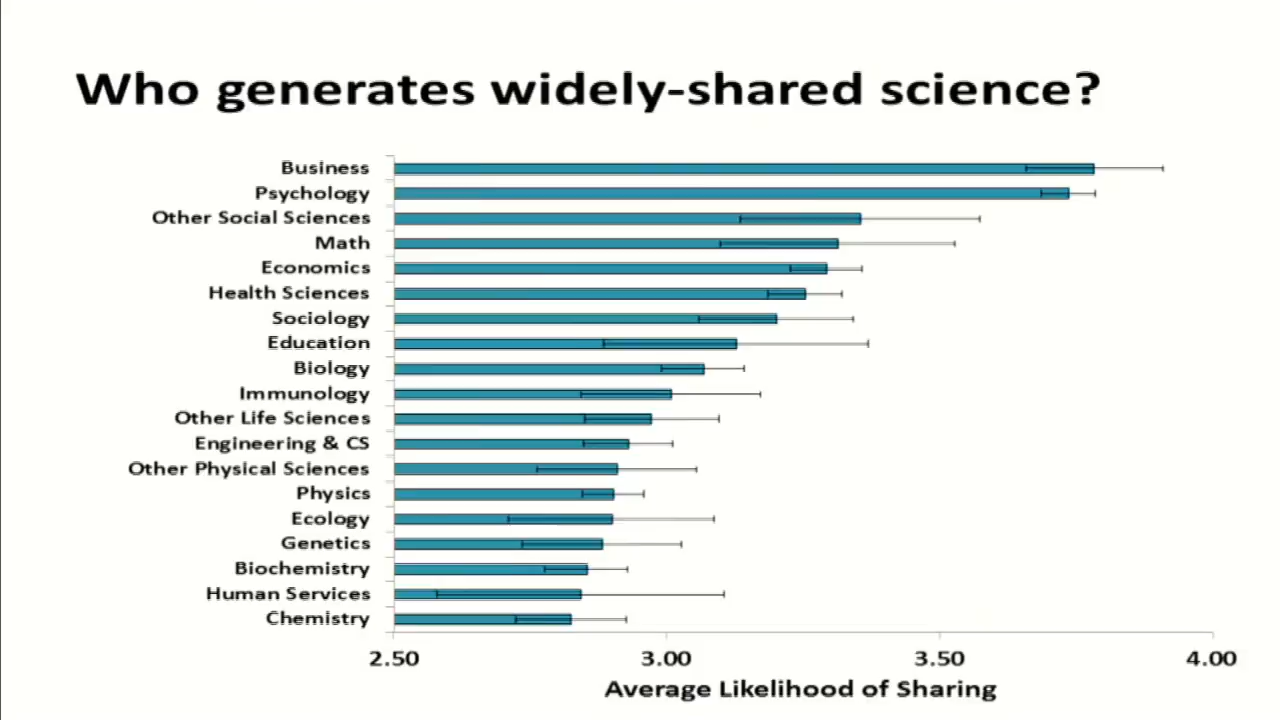 Who generates widely-shared science?
Business
Psychology
Other Social Sciences
Math
Economics
Health Sciences
Sociology
Education
Biology
Immunology
Other Life Sciences
Engineering & CS
Other Physical Sciences
Physics
Ecology
Genetics
Biochemistry
Human Services
Chemistry
2.50 3.00 3.50 4.00
Average Likelihood of Sharing